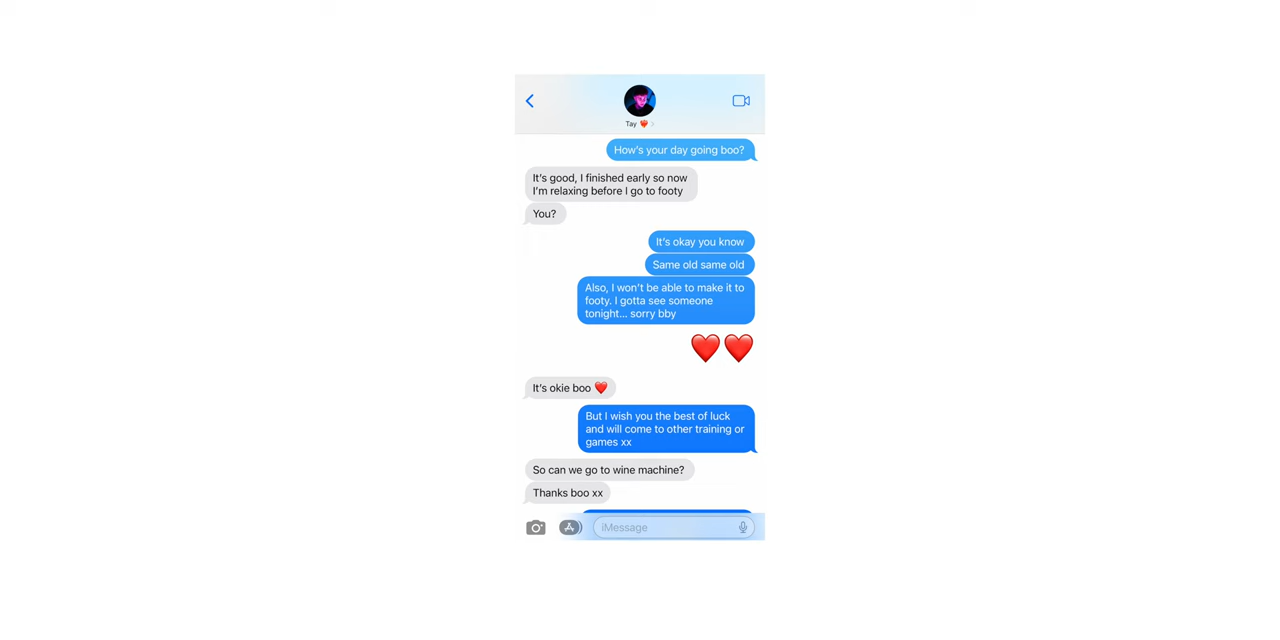 Tay ❤️ >
How's your day going boo?
It's good, I finished early so now
I'm relaxing before I go to footy
You?
It's okay you know
Same old same old
Also, I won't be able to make it to
footy. I gotta see someone
tonight... sorry bby
❤️❤️
It's okie boo ❤️
But I wish you the best of luck
and will come to other training or
games xx
So can we go to wine machine?
Thanks boo xx
iMessage